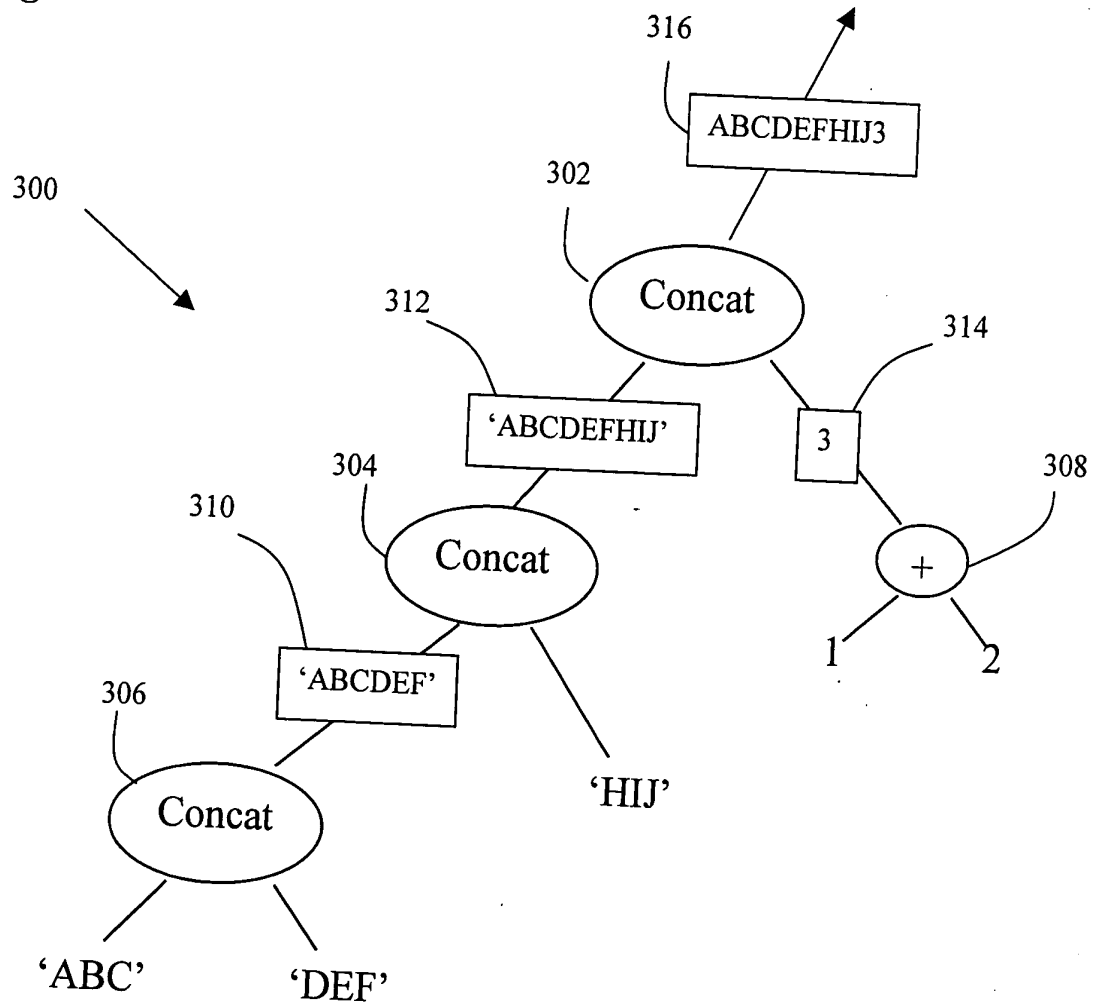 316
ABCDEFHIJ3
300
302
Concat
312
314
‘ABCDEFHIJ’
3
304
308
310
Concat
+
1
2
‘ABCDEF’
306
‘HIJ’
Concat
‘ABC’
‘DEF’